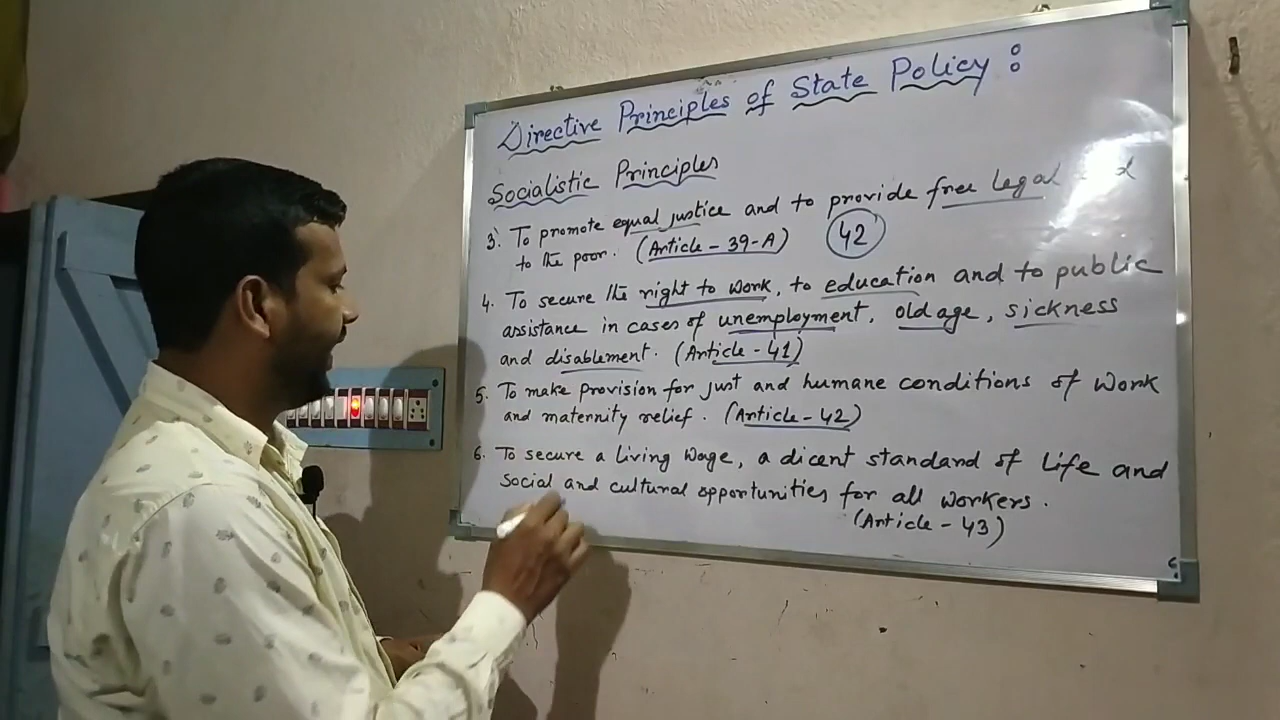 Directive Principles of State Policy :
Socialistic Principles
3. To promote equal justice and to provide free legal
to the poor. (Article - 39-A) 42
4. To secure the right to work, to education and to public
assistance in cases of unemployment, old age, sickness
and disablement. (Article - 41)
5. To make provision for just and humane conditions of work
and maternity relief. (Article - 42)
6. To secure a living wage, a dicent standard of life and
social and cultural opportunities for all workers.
(Article - 43)